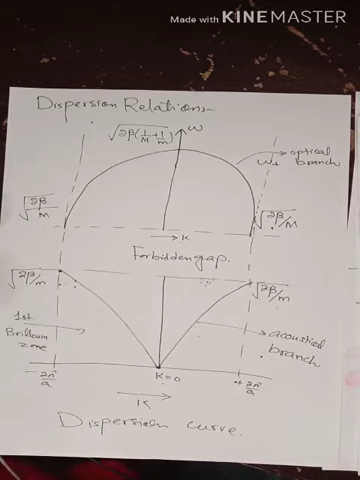 Made with KINEMASTER
Dispersion Relations-
√2β(1/M+1/m) ω
ω+ → optical branch
√2β/M √2β/M
→ K
Forbidden gap.
√2β/m √2β/m
1st Brilloum zone
→ acoustical branch
-2π/a K=0 +2π/a
→ K
Dispersion curve.